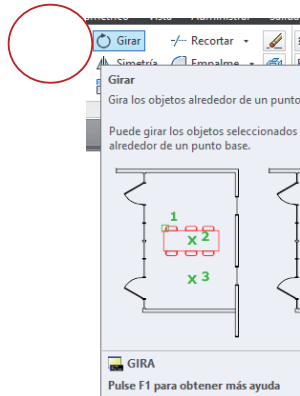 Girar
Recortar
Simetría
Empalme
Girar
Gira los objetos alrededor de un punto
Puede girar los objetos seleccionados
alrededor de un punto base.
1
x 2
x 3
GIRA
Pulse F1 para obtener más ayuda